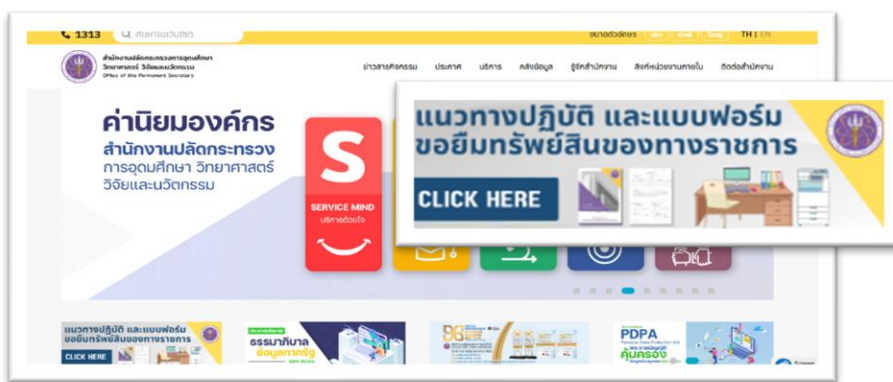 1313
ค้นหาในเว็บไซต์
ขนาดตัวอักษร
TH | EN
สำนักงานปลัดกระทรวงการอุดมศึกษา
วิทยาศาสตร์ วิจัยและนวัตกรรม
Office of the Permanent Secretary
ข่าวสารกิจกรรม ประกาศ บริการ คลังข้อมูล รู้จักสำนักงาน ลิงก์หน่วยงานภายใน ติดต่อสำนักงาน
ค่านิยมองค์กร
สำนักงานปลัดกระทรวง
การอุดมศึกษา วิทยาศาสตร์
วิจัยและนวัตกรรม
S
SERVICE MIND
บริการด้วยใจ
แนวทางปฏิบัติ และแบบฟอร์ม
ขอยืมทรัพย์สินของทางราชการ
CLICK HERE
แนวทางปฏิบัติ และแบบฟอร์ม
ขอยืมทรัพย์สินของทางราชการ
CLICK HERE
ธรรมาภิบาล
ข้อมูลภาครัฐ
PDPA
Personal Data Protection Act
คุ้มครอง